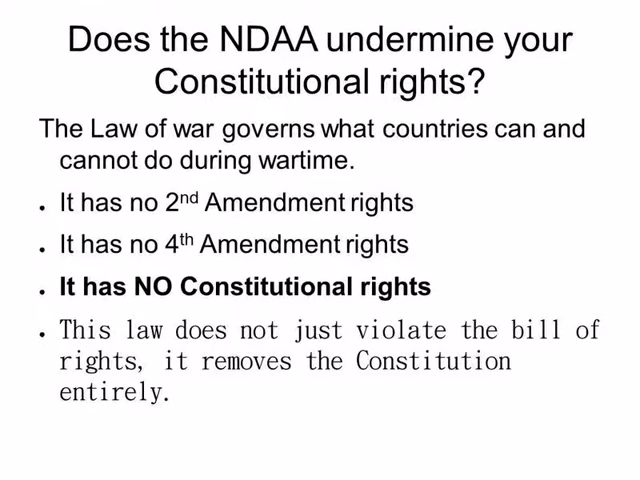 Does the NDAA undermine your
Constitutional rights?
The Law of war governs what countries can and
cannot do during wartime.
• It has no 2nd Amendment rights
• It has no 4th Amendment rights
• It has NO Constitutional rights
• This law does not just violate the bill of
rights, it removes the Constitution
entirely.